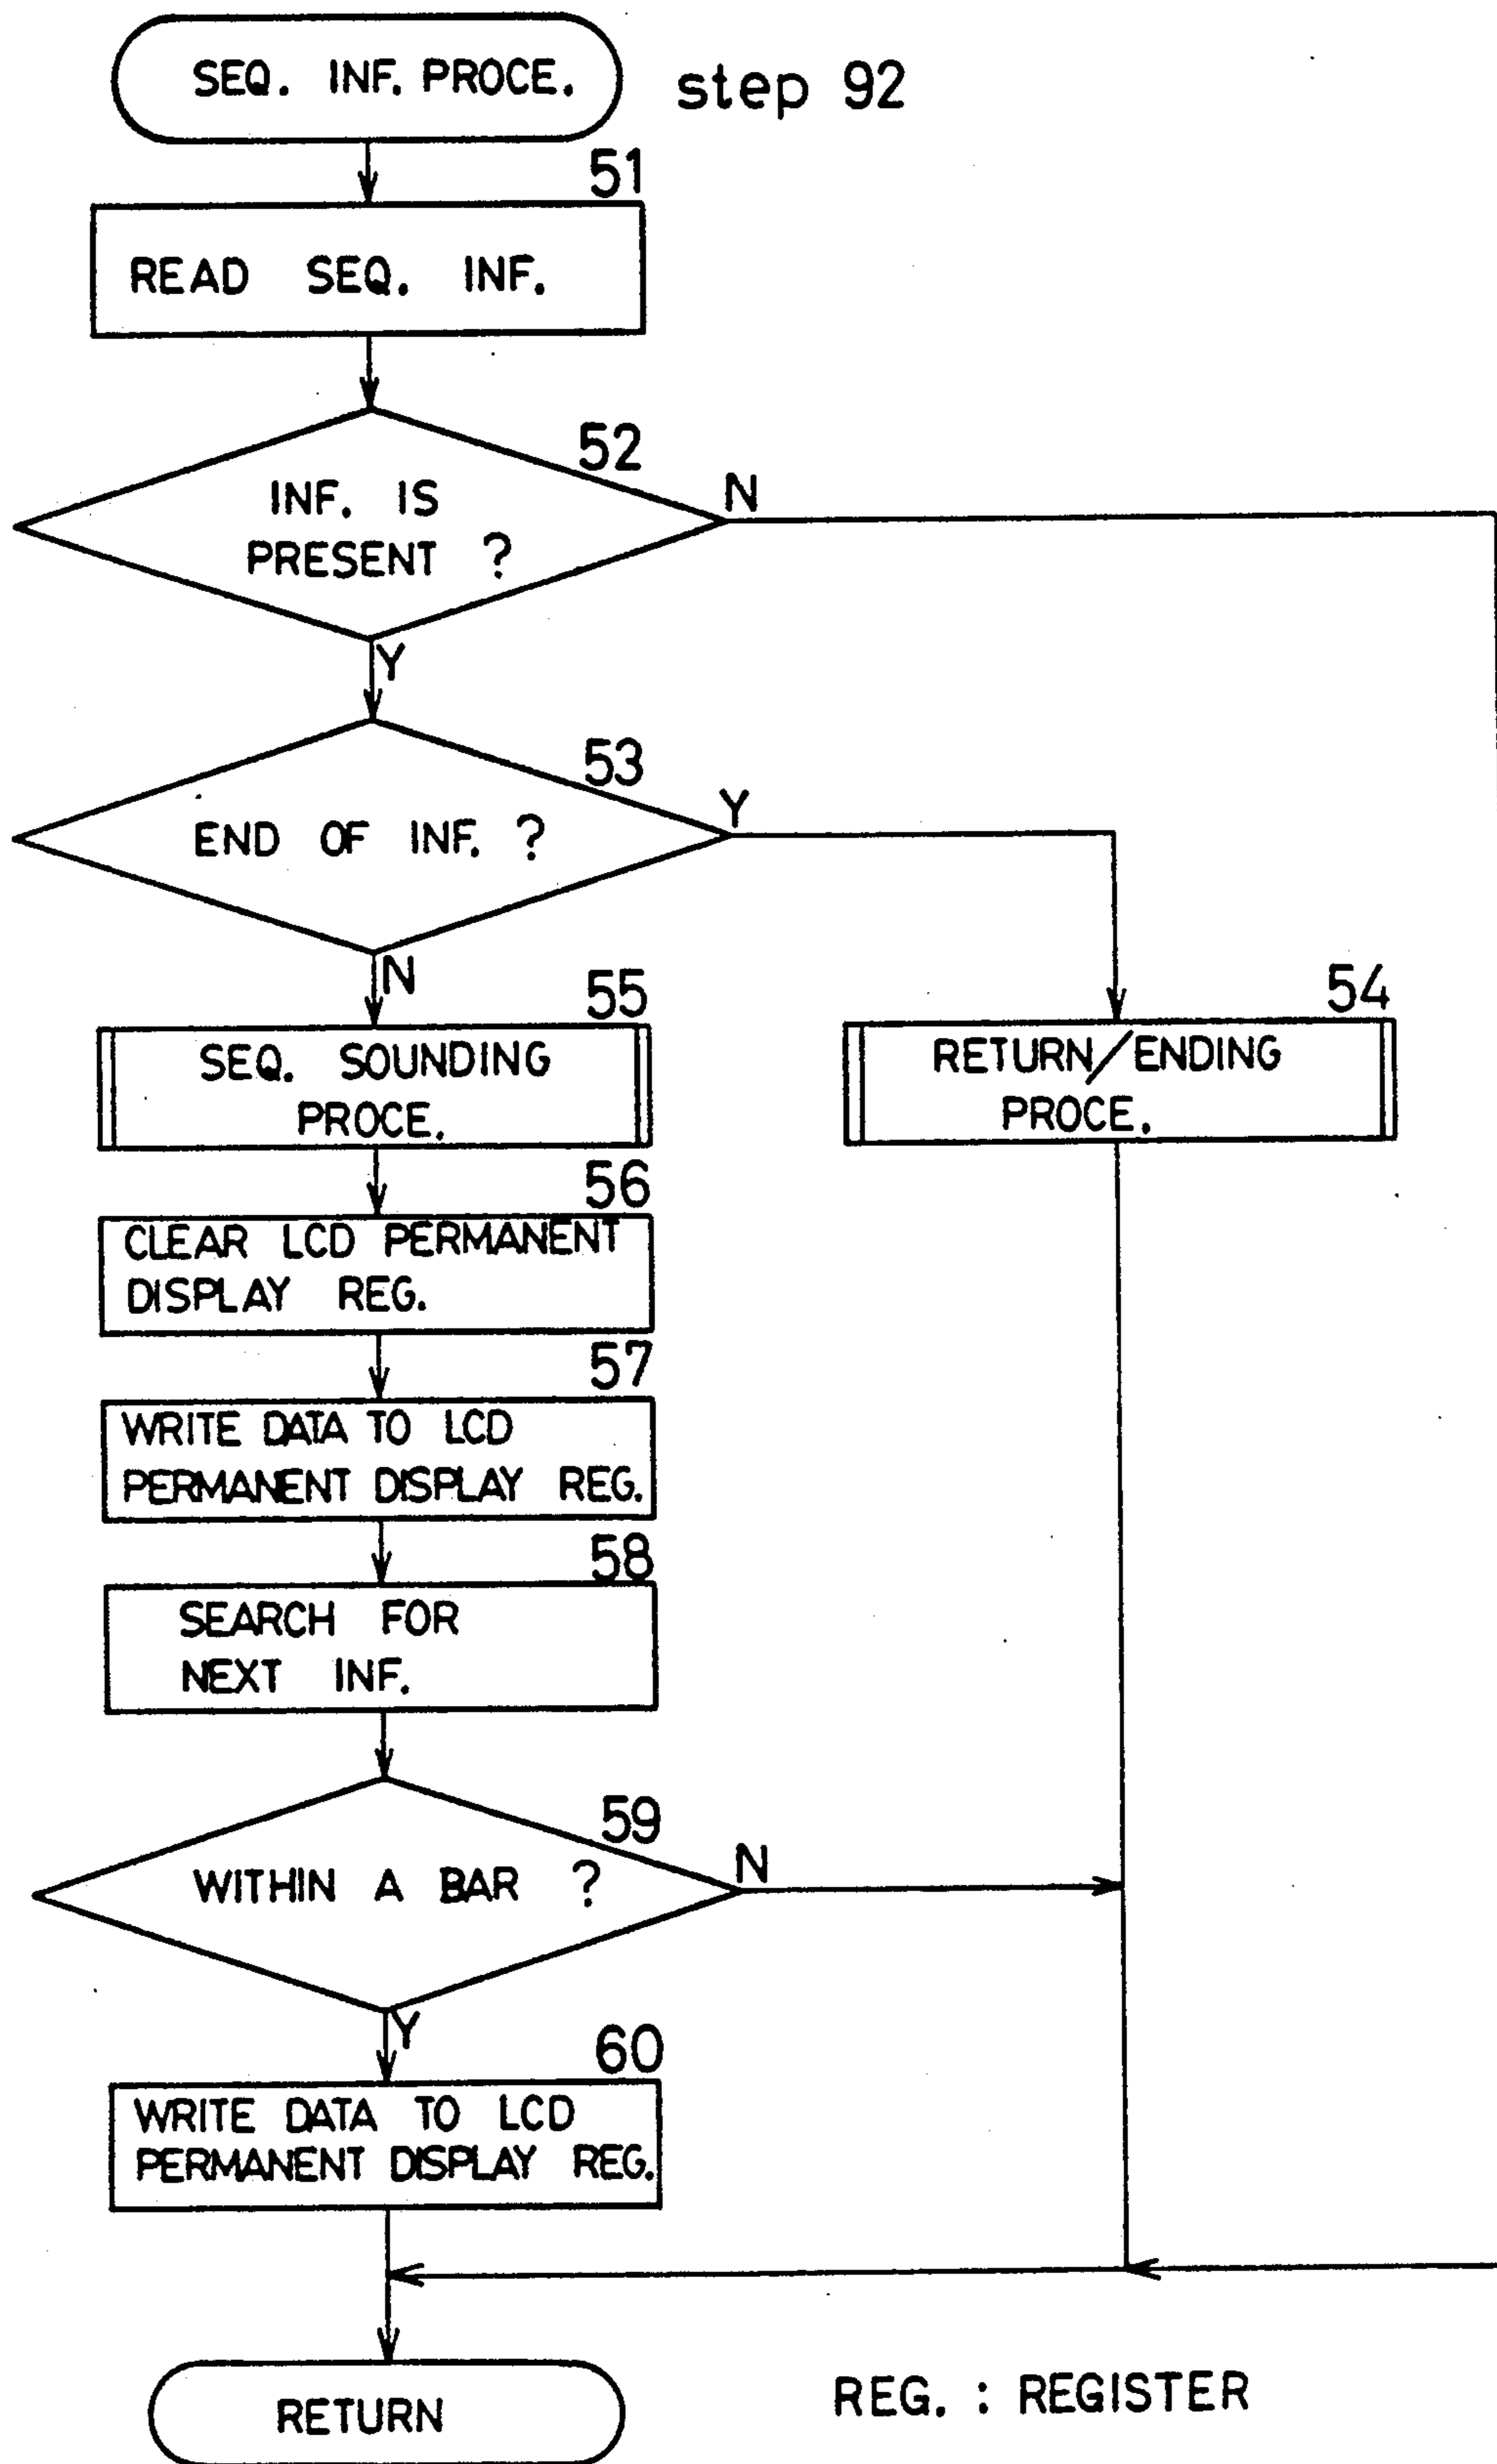 SEQ. INF. PROCE. step 92
51
READ SEQ. INF.
52
INF. IS
PRESENT ?
N
Y
53
END OF INF. ?
Y
N
55
SEQ. SOUNDING
PROCE.
54
RETURN/ENDING
PROCE.
56
CLEAR LCD PERMANENT
DISPLAY REG.
57
WRITE DATA TO LCD
PERMANENT DISPLAY REG.
58
SEARCH FOR
NEXT INF.
59
WITHIN A BAR ?
N
Y
60
WRITE DATA TO LCD
PERMANENT DISPLAY REG.
RETURN
REG. : REGISTER